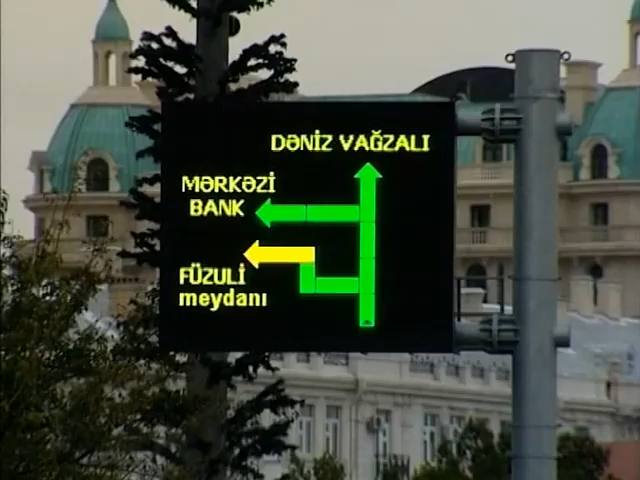 DƏNİZ VAĞZALI
MƏRKƏZİ
BANK
FÜZULİ
meydanı